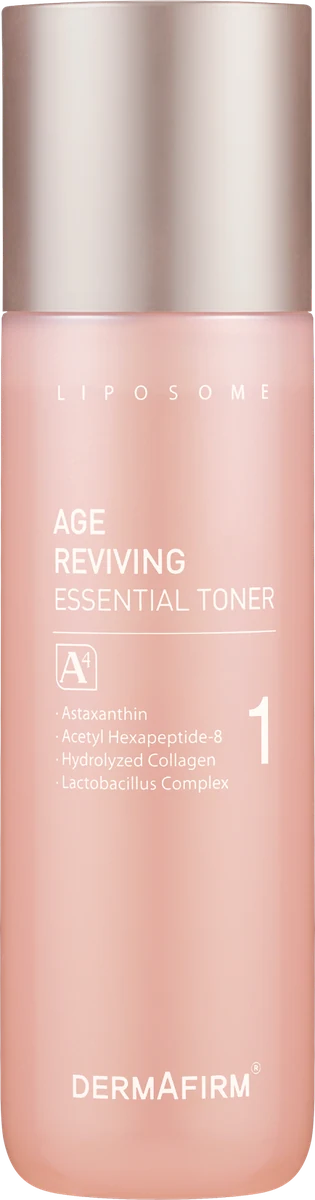 LIPOSOME
AGE
REVIVING
ESSENTIAL TONER
A⁴
· Astaxanthin
· Acetyl Hexapeptide-8
· Hydrolyzed Collagen
· Lactobacillus Complex
1
DERMAFIRM®